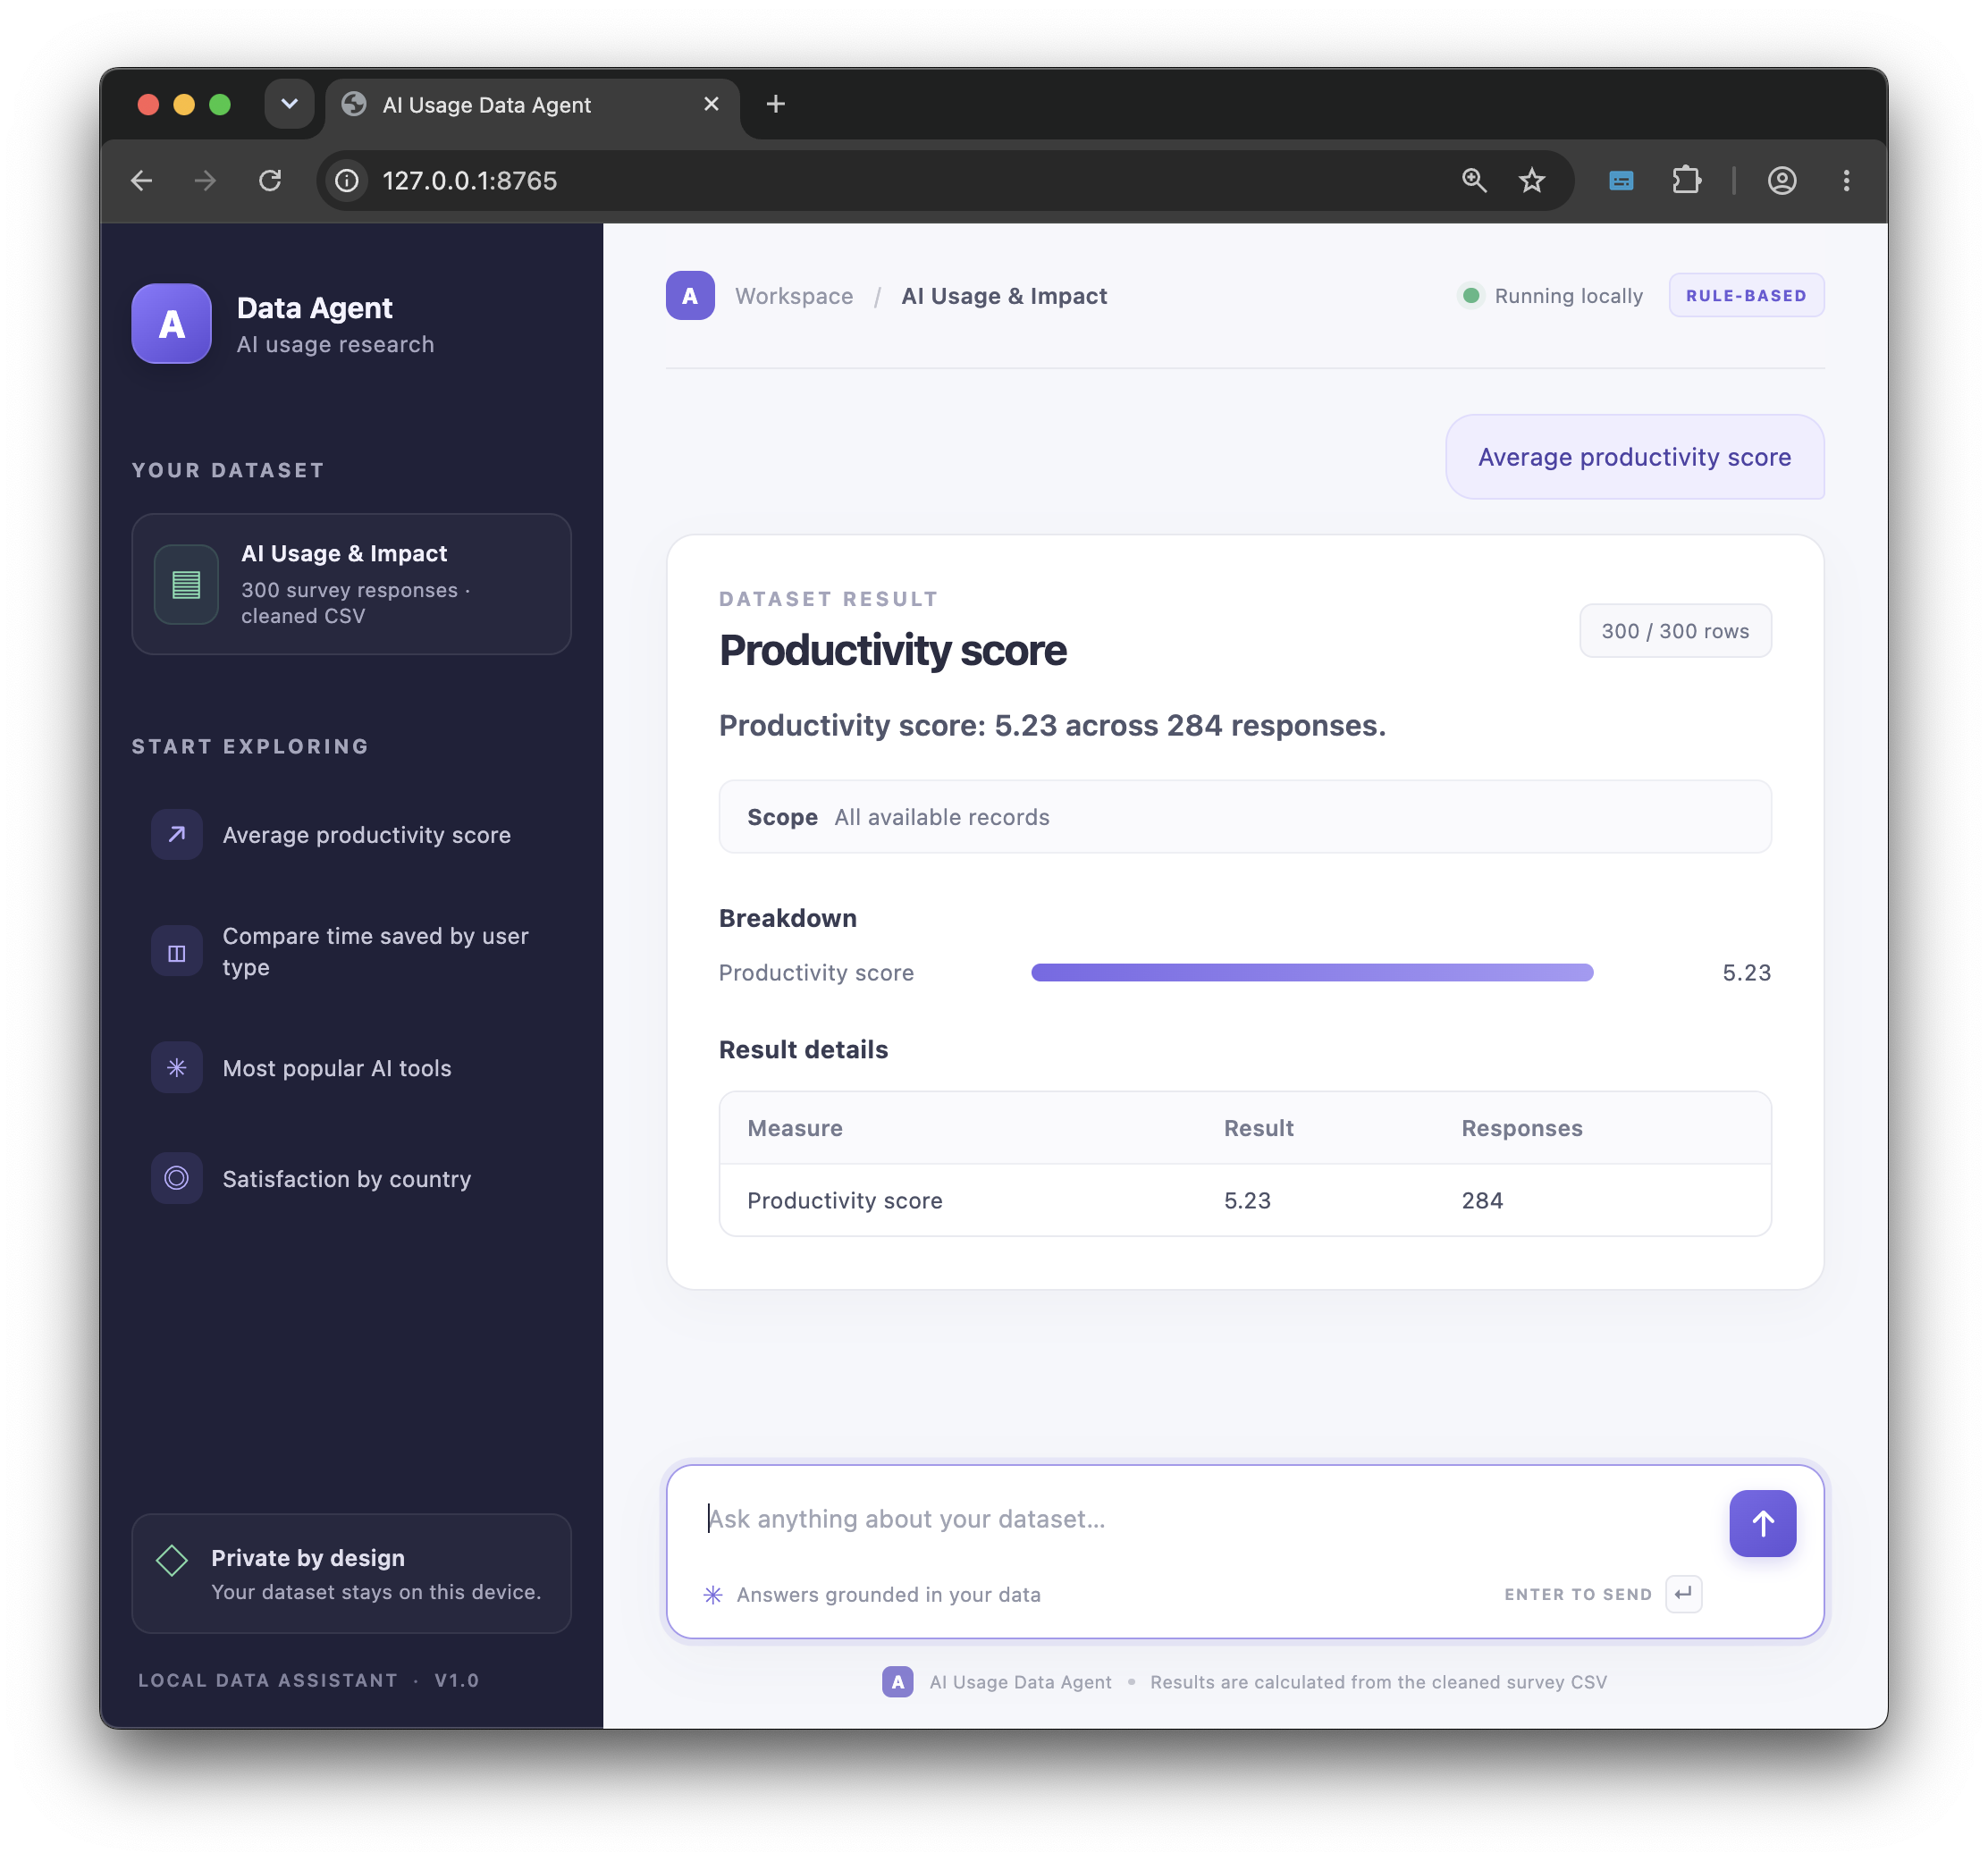 AI Usage Data Agent
127.0.0.1:8765
A
Data Agent
AI usage research
YOUR DATASET
AI Usage & Impact
300 survey responses ·
cleaned CSV
START EXPLORING
Average productivity score
Compare time saved by user
type
Most popular AI tools
Satisfaction by country
Private by design
Your dataset stays on this device.
LOCAL DATA ASSISTANT · V1.0
A Workspace / AI Usage & Impact
Running locally
RULE-BASED
Average productivity score
DATASET RESULT
Productivity score
300 / 300 rows
Productivity score: 5.23 across 284 responses.
Scope All available records
Breakdown
Productivity score 5.23
Result details
Measure Result Responses
Productivity score 5.23 284
Ask anything about your dataset...
Answers grounded in your data
ENTER TO SEND
A AI Usage Data Agent • Results are calculated from the cleaned survey CSV